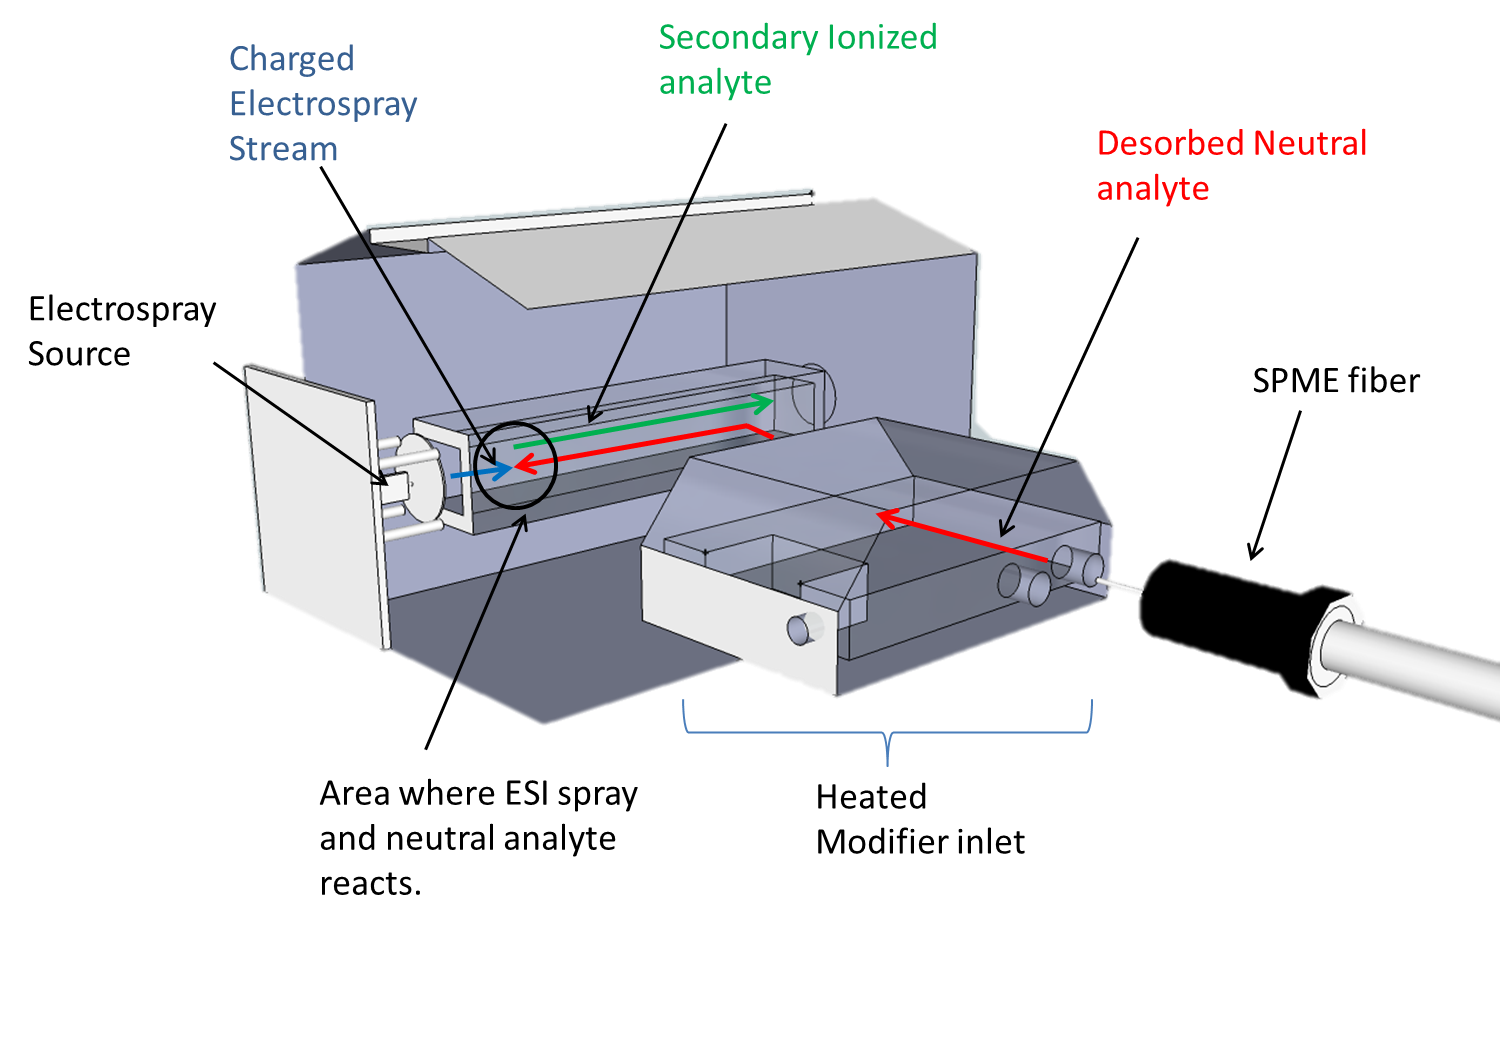 Charged
Electrospray
Stream
Secondary Ionized
analyte
Desorbed Neutral
analyte
Electrospray
Source
SPME fiber
Area where ESI spray
and neutral analyte
reacts.
Heated
Modifier inlet